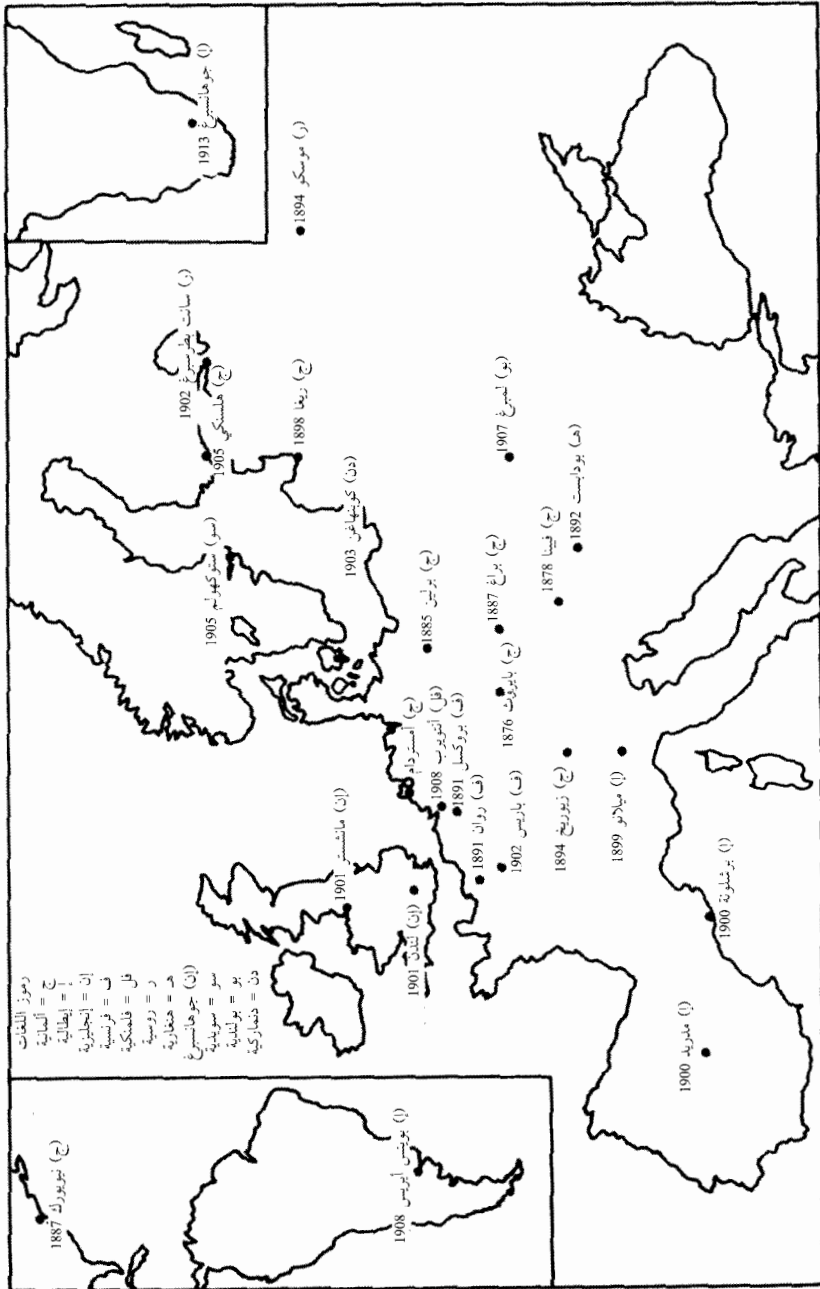 رموز اللغات
ج = ألمانية
إ = إيطالية
إن = إنجليزية
ف = فرنسية
فل = فلمنكية
ر = روسية
هـ = هنغارية
(إن) جوهانسبرغ
سو = سويدية
بو = بولندية
دن = دنماركية
(ج) نيويورك 1887
(إ) بوينس أيريس 1908
(إ) جوهانسبرغ 1913
(ر) موسكو 1894
(ر) سانت بطرسبرغ 1902
(ج) هلسنكي 1905
(ج) ريغا 1898
(سو) ستوكهولم 1905
(دن) كوبنهاغن 1903
(بو) لمبرغ 1907
(هـ) بودابست 1892
(ج) فيينا 1878
(ج) براغ 1887
(ج) برلين 1885
(ج) بايروت 1876
(ج) أمستردام
(فل) أنتويرب 1908
(ف) بروكسل 1891
(ف) روان 1891
(ف) باريس 1902
(ج) زيوريخ 1894
(إ) ميلانو 1899
(إن) مانشستر 1901
(إن) لندن 1901
(إ) برشلونة 1900
(إ) مدريد 1900